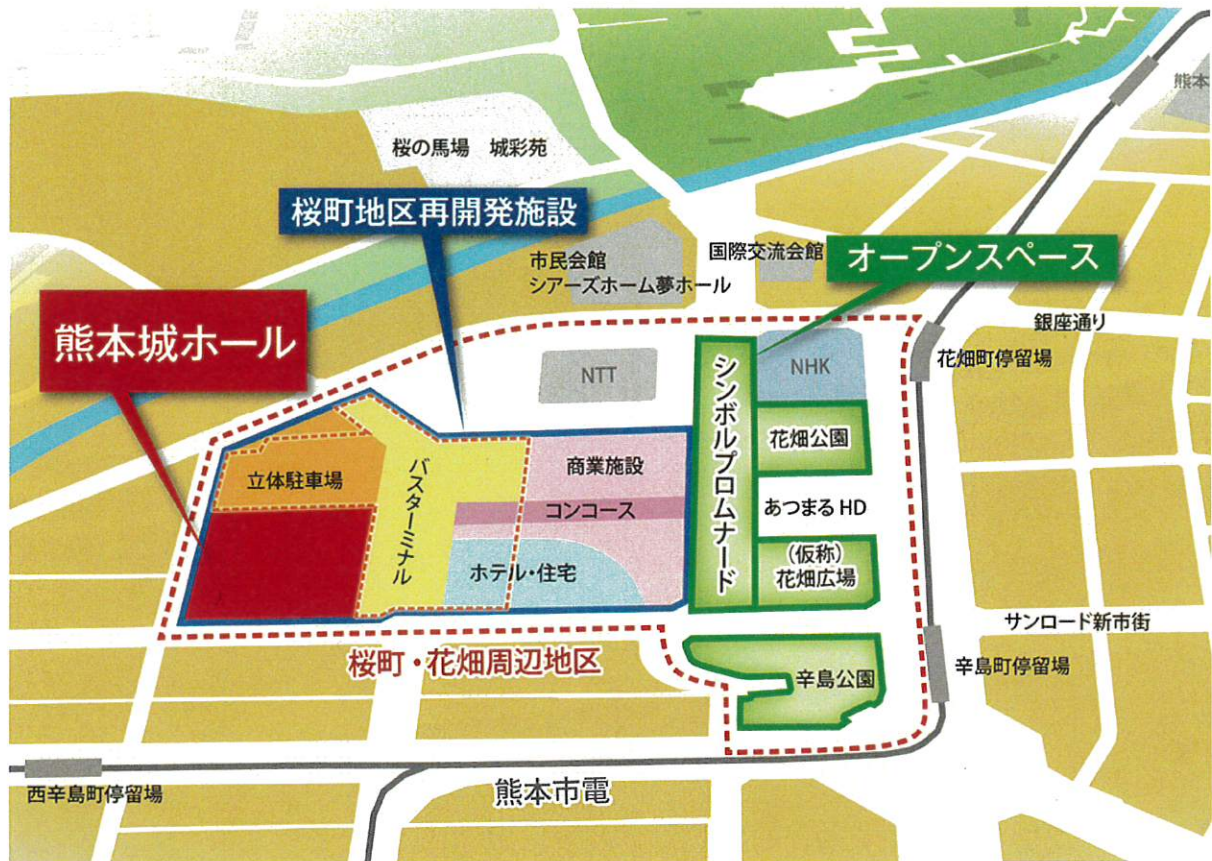 熊本
桜の馬場 城彩苑
桜町地区再開発施設
市民会館
シアーズホーム夢ホール
国際交流会館
オープンスペース
熊本城ホール
銀座通り
花畑町停留場
NTT
シンボルプロムナード
NHK
花畑公園
立体駐車場
バスターミナル
商業施設
コンコース
あつまるHD
ホテル・住宅
(仮称)
花畑広場
サンロード新市街
桜町・花畑周辺地区
辛島公園
辛島町停留場
西辛島町停留場
熊本市電